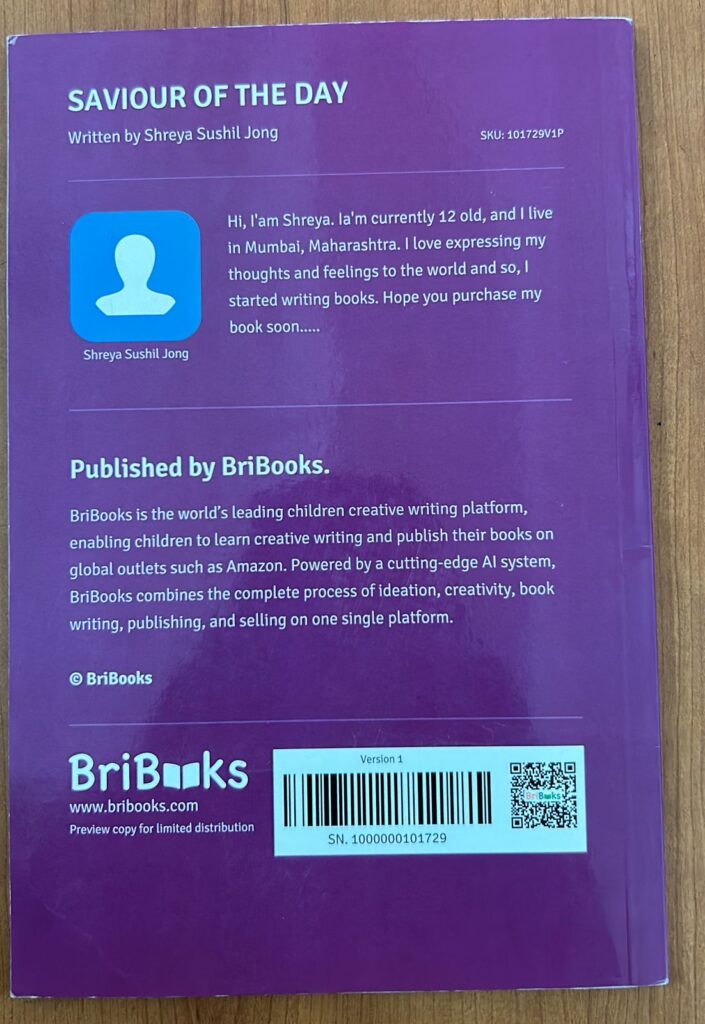 SAVIOUR OF THE DAY
Written by Shreya Sushil Jong
SKU: 101729V1P
Hi, I'am Shreya. Ia'm currently 12 old, and I live
in Mumbai, Maharashtra. I love expressing my
thoughts and feelings to the world and so, I
started writing books. Hope you purchase my
book soon.....
Shreya Sushil Jong
Published by BriBooks.
BriBooks is the world's leading children creative writing platform,
enabling children to learn creative writing and publish their books on
global outlets such as Amazon. Powered by a cutting-edge AI system,
BriBooks combines the complete process of ideation, creativity, book
writing, publishing, and selling on one single platform.
© BriBooks
BriBooks
www.bribooks.com
Preview copy for limited distribution
Version 1
SN. 1000000101729
BriBooks